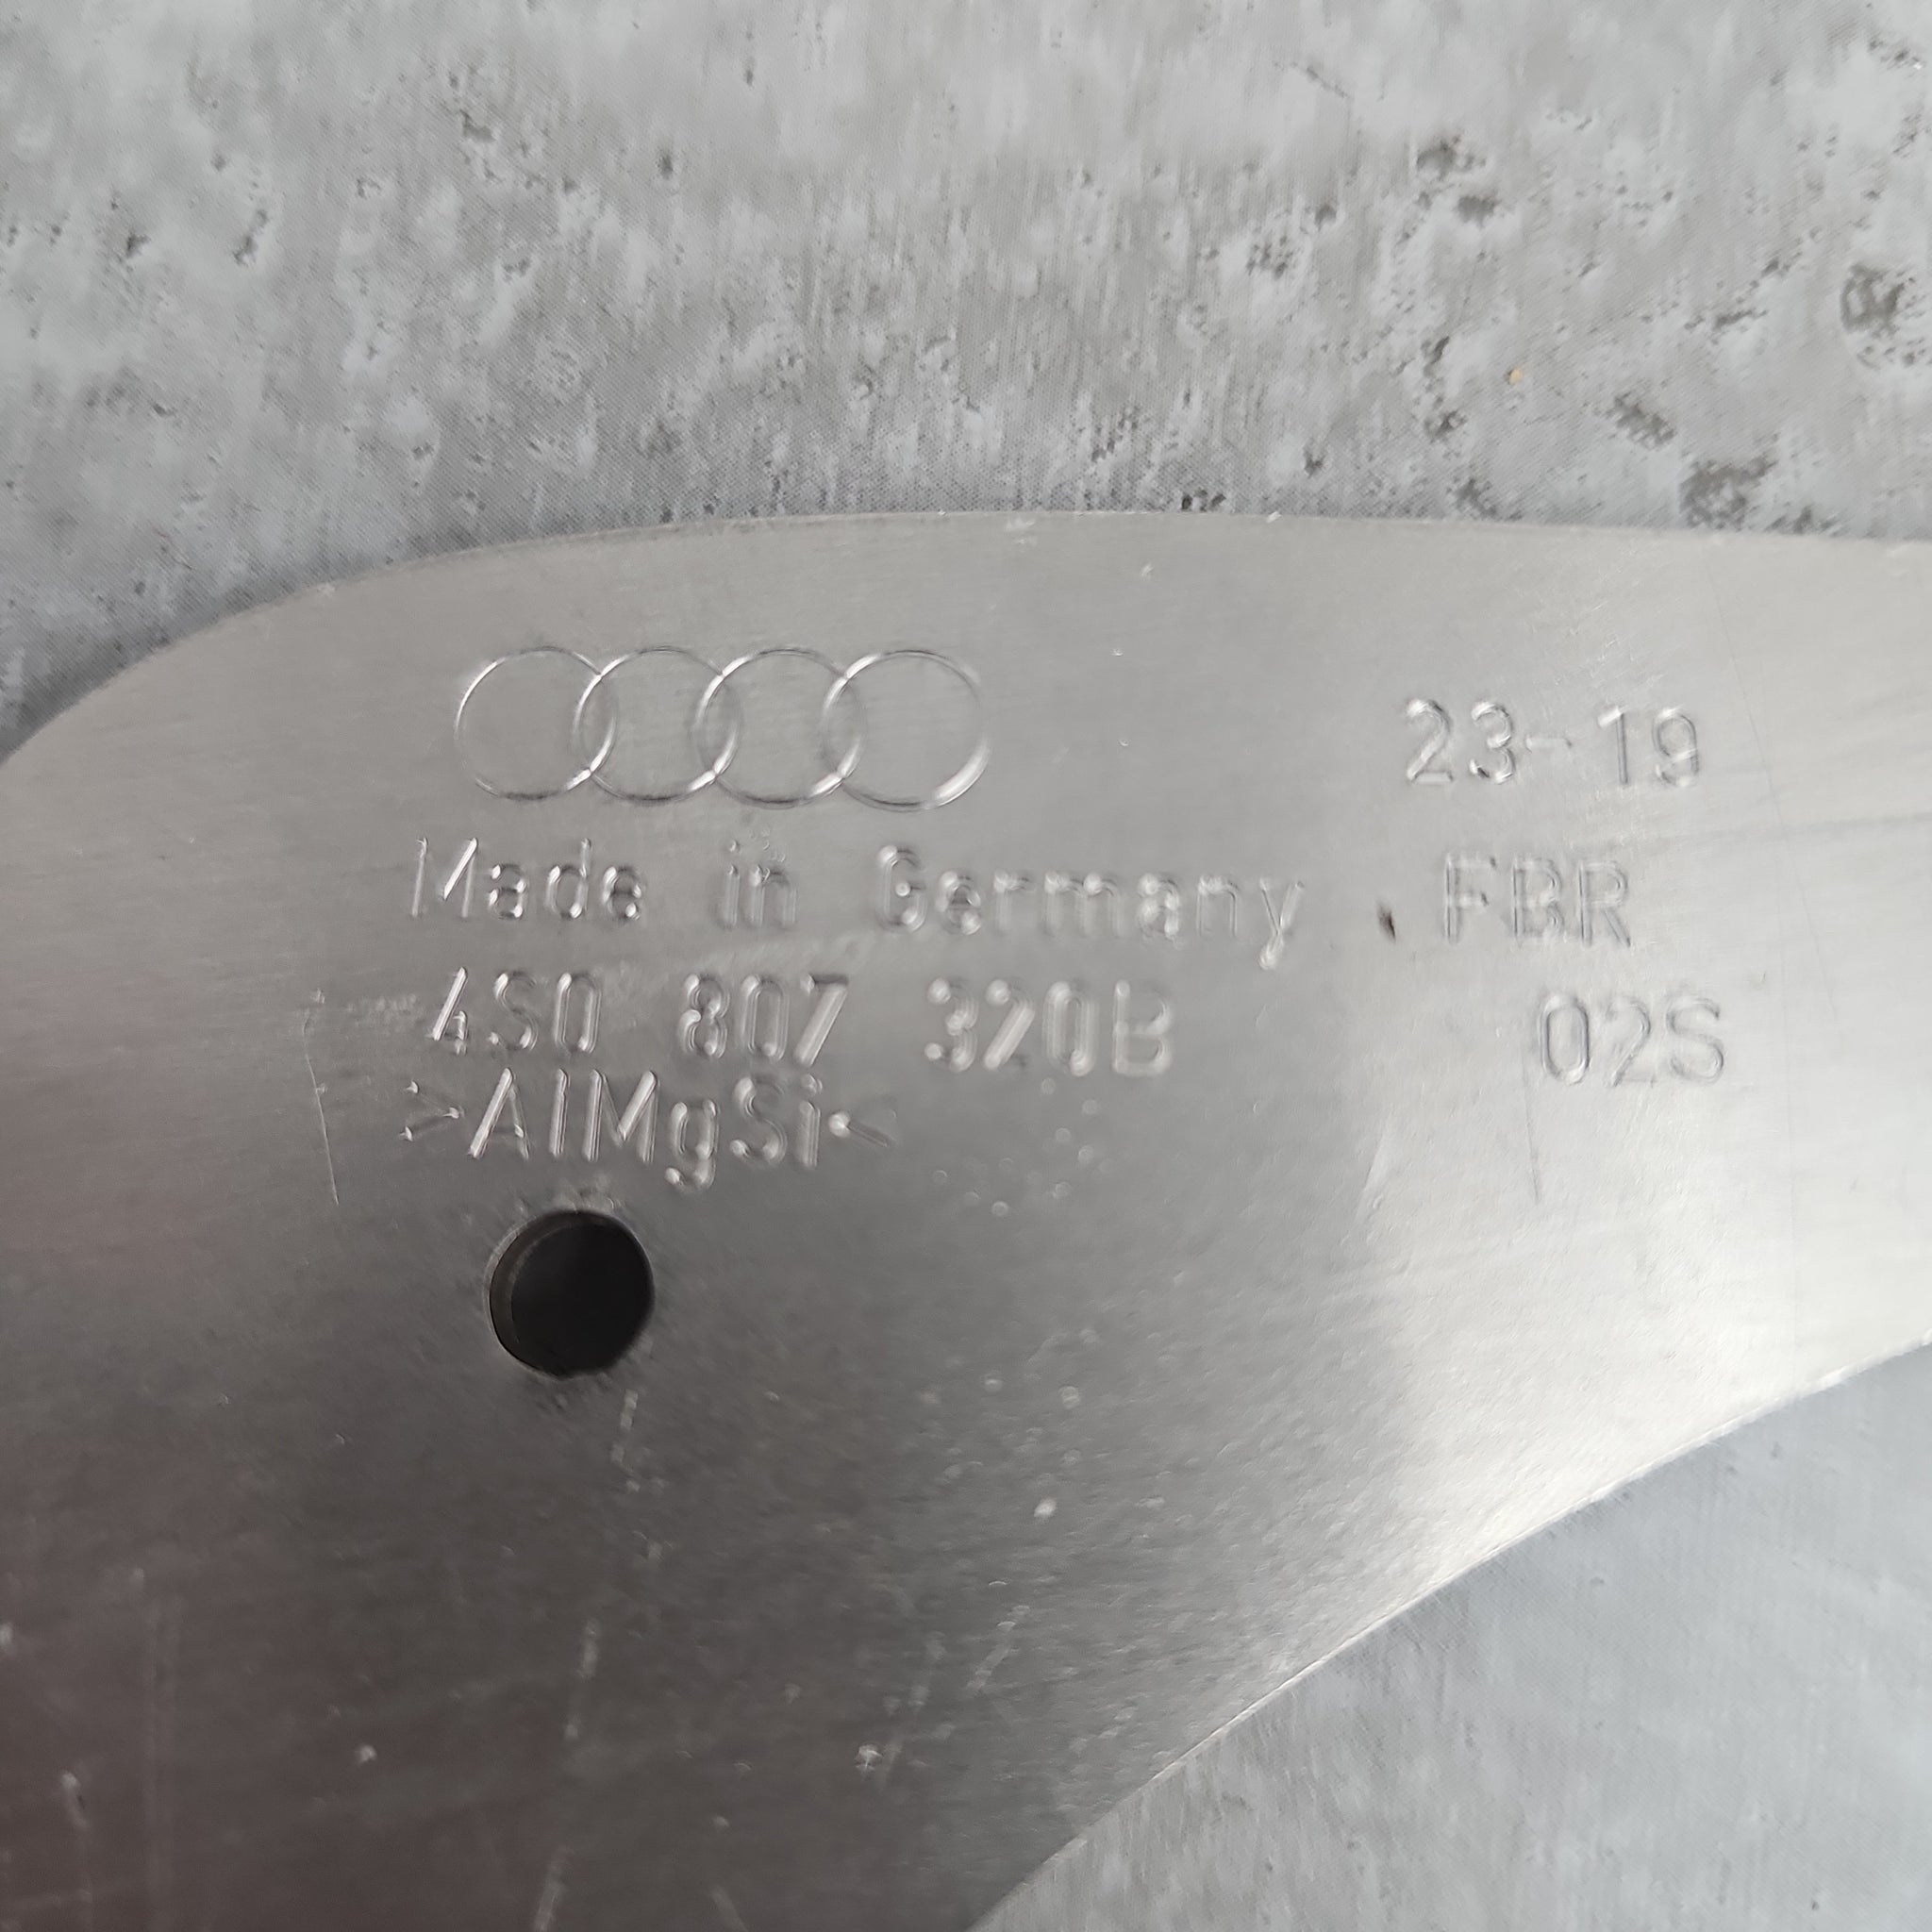 23-19
Made in Germany . FBR
4S0 807 320B 02S
>AlMgSi<